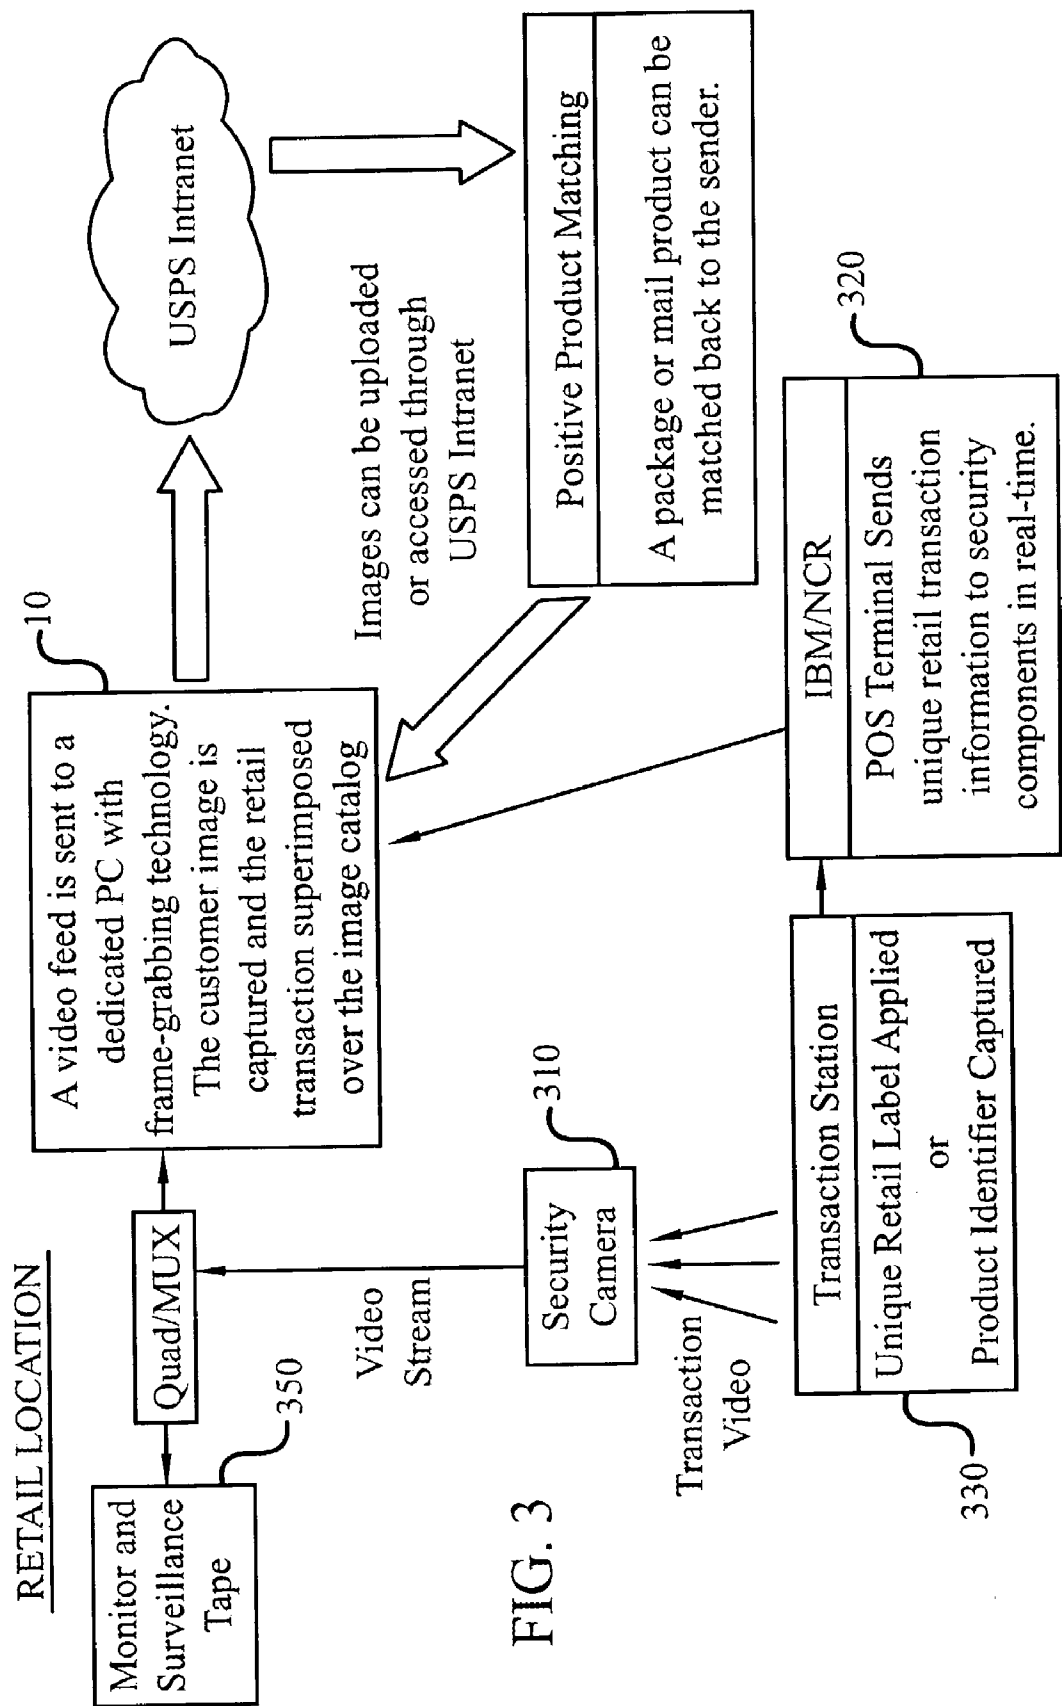 RETAIL LOCATION
Monitor and
Surveillance
Tape
350
Quad/MUX
A video feed is sent to a
dedicated PC with
frame-grabbing technology.
The customer image is
captured and the retail
transaction superimposed
over the image catalog
10
USPS Intranet
Images can be uploaded
or accessed through
USPS Intranet
Video
Stream
Security
Camera
310
Positive Product Matching
A package or mail product can be
matched back to the sender.
Transaction
Video
Transaction Station
Unique Retail Label Applied
or
Product Identifier Captured
330
IBM/NCR
POS Terminal Sends
unique retail transaction
information to security
components in real-time.
320
FIG. 3